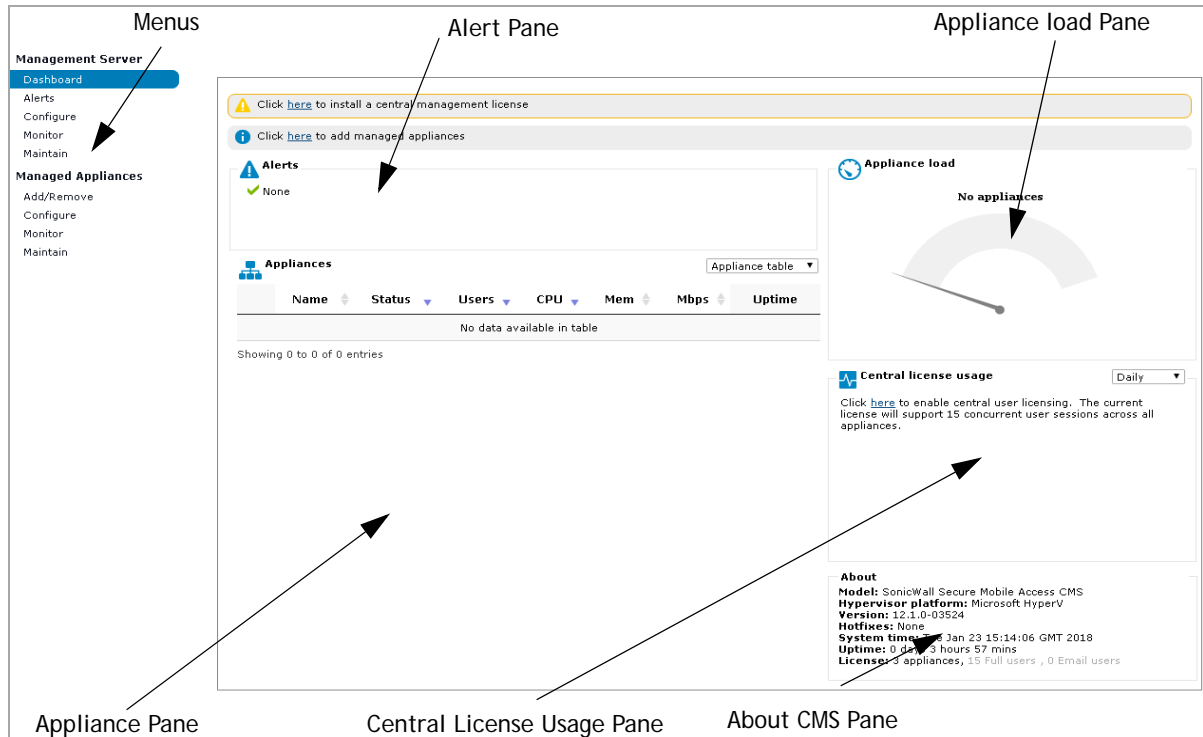 Menus
Alert Pane
Appliance load Pane
Management Server
Dashboard
Alerts
Configure
Monitor
Maintain
Managed Appliances
Add/Remove
Configure
Monitor
Maintain
Click here to install a central management license
Click here to add managed appliances
Alerts
None
Appliances
Appliance table
Name Status Users CPU Mem Mbps Uptime
No data available in table
Showing 0 to 0 of 0 entries
Appliance load
No appliances
Central license usage
Daily
Click here to enable central user licensing. The current
license will support 15 concurrent user sessions across all
appliances.
About
Model: SonicWall Secure Mobile Access CMS
Hypervisor platform: Microsoft HyperV
Version: 12.1.0-03524
Hotfixes: None
System time: Tue Jan 23 15:14:06 GMT 2018
Uptime: 0 days 3 hours 57 mins
License: 3 appliances, 15 Full users , 0 Email users
Appliance Pane
Central License Usage Pane
About CMS Pane